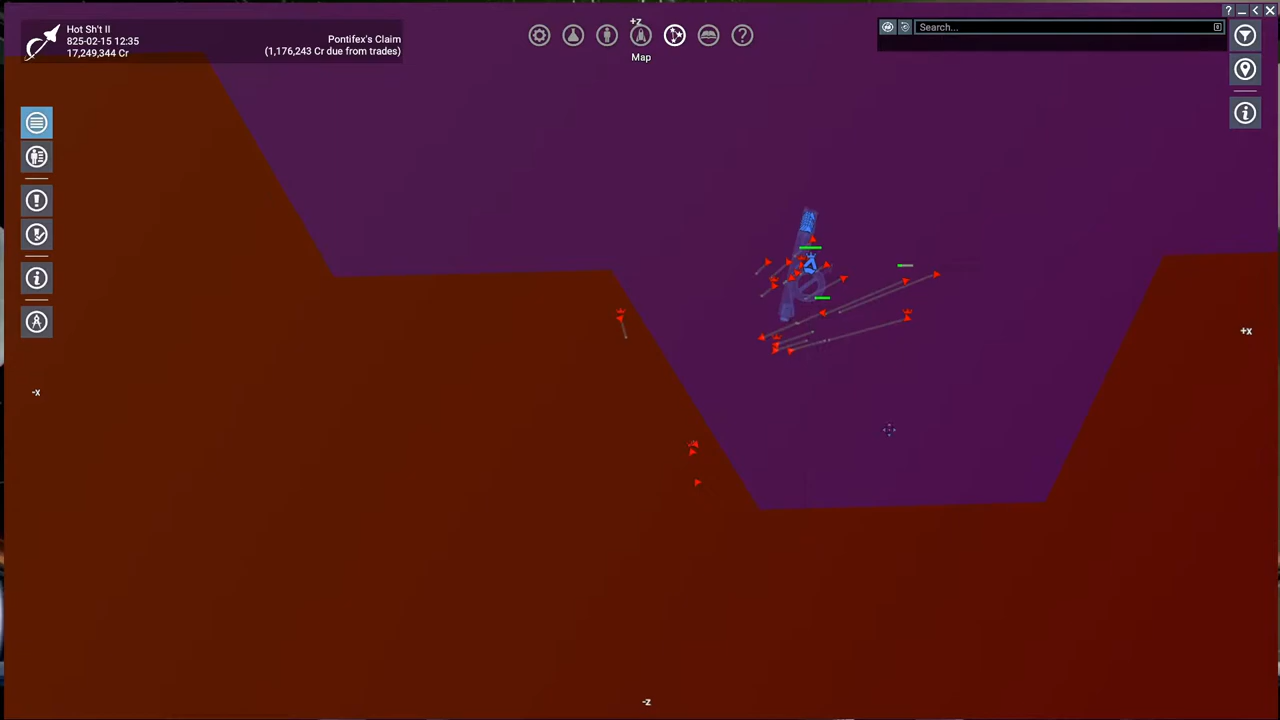 Hot Sh't II
825-02-15 12:35
17,249,344 Cr
Pontifex's Claim
(1,176,243 Cr due from trades)
+z
Map
Search...
-x
+x
-z